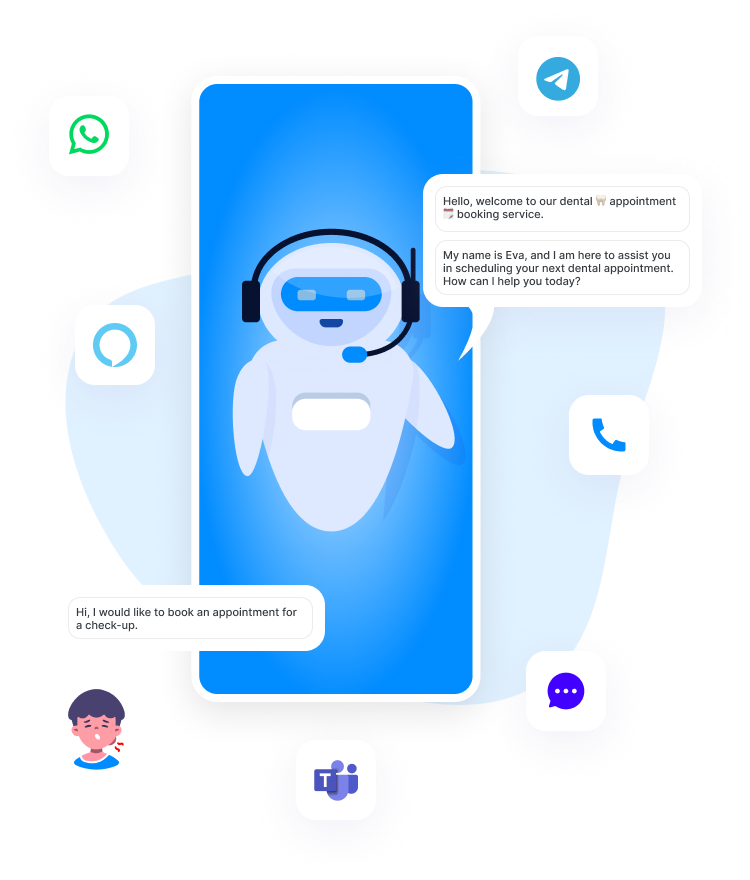 Hello, welcome to our dental 🦷 appointment
🗓️ booking service.
My name is Eva, and I am here to assist you
in scheduling your next dental appointment.
How can I help you today?
Hi, I would like to book an appointment for
a check-up.
T